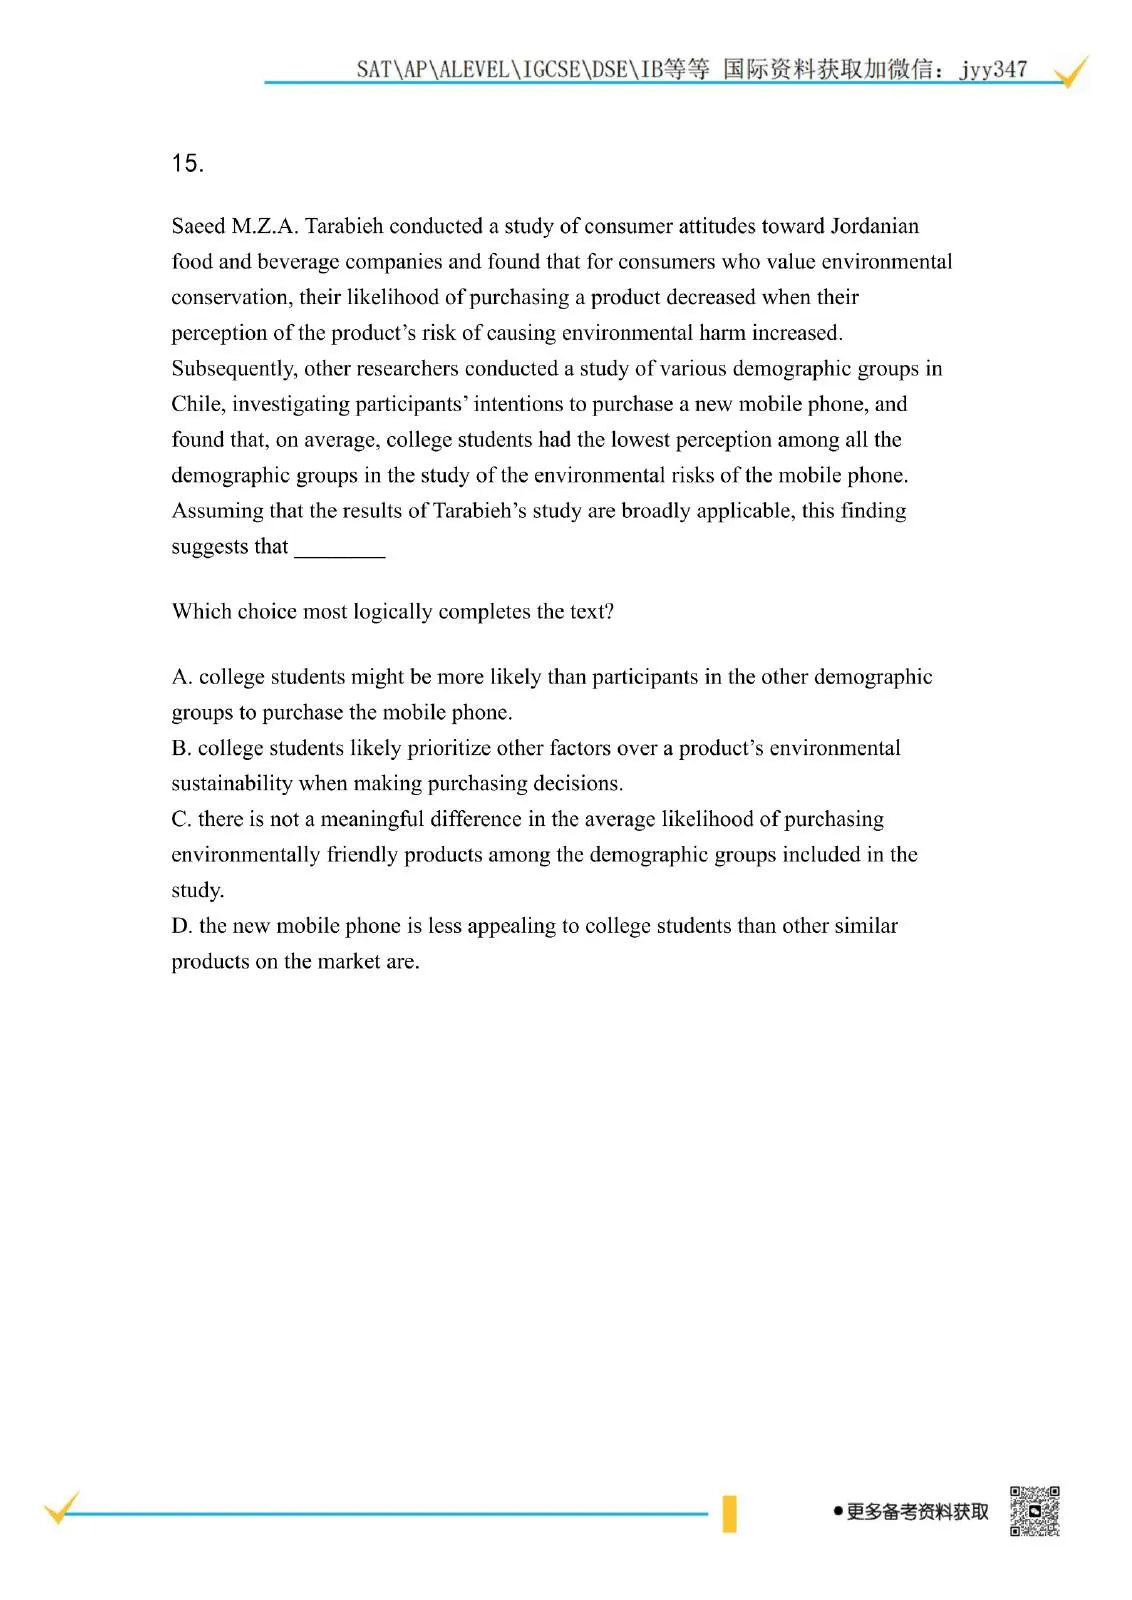 SAT\AP\ALEVEL\IGCSE\DSE\IB等等 国际资料获取加微信：jyy347
15.
Saeed M.Z.A. Tarabieh conducted a study of consumer attitudes toward Jordanian
food and beverage companies and found that for consumers who value environmental
conservation, their likelihood of purchasing a product decreased when their
perception of the product’s risk of causing environmental harm increased.
Subsequently, other researchers conducted a study of various demographic groups in
Chile, investigating participants’ intentions to purchase a new mobile phone, and
found that, on average, college students had the lowest perception among all the
demographic groups in the study of the environmental risks of the mobile phone.
Assuming that the results of Tarabieh’s study are broadly applicable, this finding
suggests that ________
Which choice most logically completes the text?
A. college students might be more likely than participants in the other demographic
groups to purchase the mobile phone.
B. college students likely prioritize other factors over a product’s environmental
sustainability when making purchasing decisions.
C. there is not a meaningful difference in the average likelihood of purchasing
environmentally friendly products among the demographic groups included in the
study.
D. the new mobile phone is less appealing to college students than other similar
products on the market are.
●更多备考资料获取